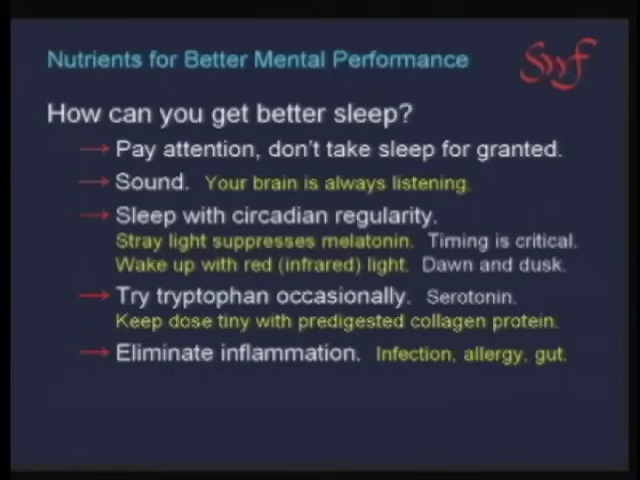 Nutrients for Better Mental Performance
Swf
How can you get better sleep?
→ Pay attention, don't take sleep for granted.
→ Sound. Your brain is always listening.
→ Sleep with circadian regularity.
Stray light suppresses melatonin. Timing is critical.
Wake up with red (infrared) light. Dawn and dusk.
→ Try tryptophan occasionally. Serotonin.
Keep dose tiny with predigested collagen protein.
→ Eliminate inflammation. Infection, allergy, gut.